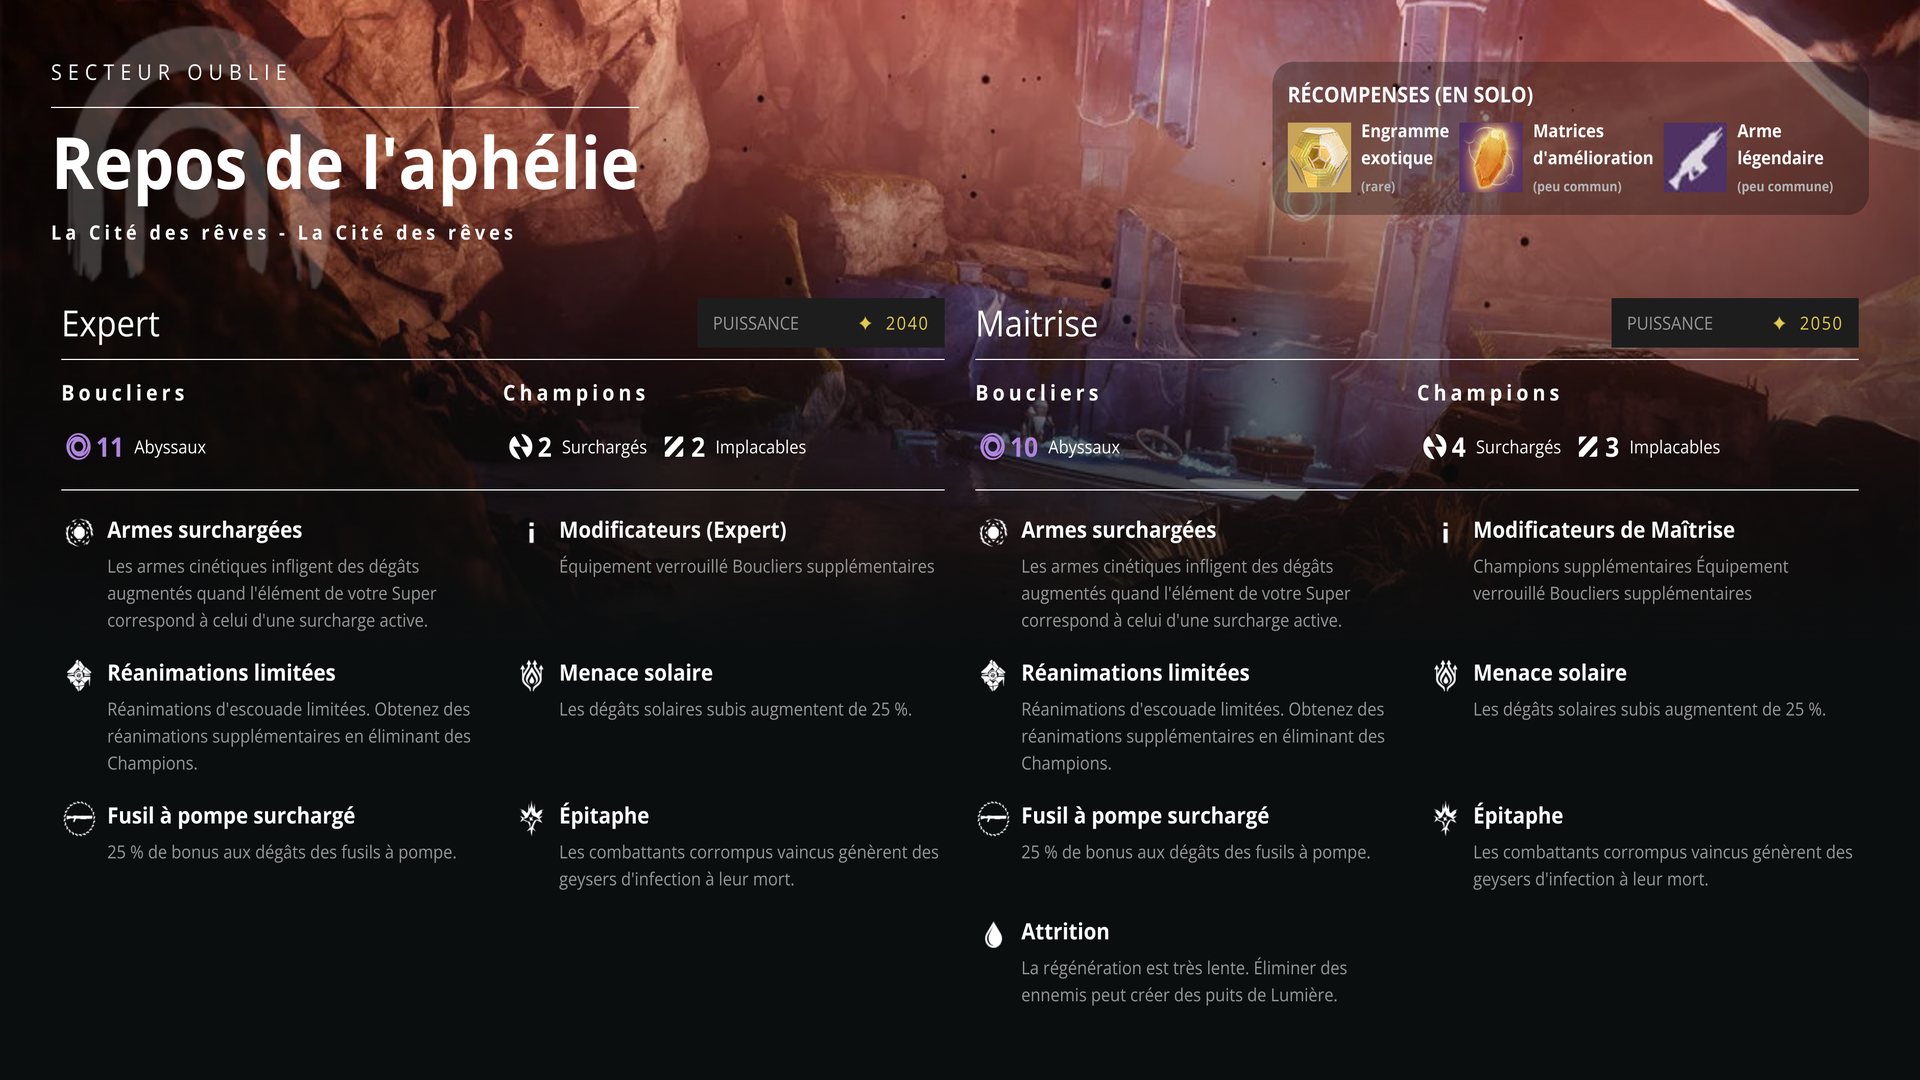 SECTEUR OUBLIE
Repos de l'aphélie
La Cité des rêves - La Cité des rêves
RÉCOMPENSES (EN SOLO)
Engramme
exotique
(rare)
Matrices
d'amélioration
(peu commun)
Arme
légendaire
(peu commune)
Expert
PUISSANCE 2040
Boucliers
Champions
11 Abyssaux
2 Surchargés 2 Implacables
Armes surchargées
Les armes cinétiques infligent des dégâts
augmentés quand l'élément de votre Super
correspond à celui d'une surcharge active.
Modificateurs (Expert)
Équipement verrouillé Boucliers supplémentaires
Réanimations limitées
Réanimations d'escouade limitées. Obtenez des
réanimations supplémentaires en éliminant des
Champions.
Menace solaire
Les dégâts solaires subis augmentent de 25 %.
Fusil à pompe surchargé
25 % de bonus aux dégâts des fusils à pompe.
Épitaphe
Les combattants corrompus vaincus génèrent des
geysers d'infection à leur mort.
Maitrise
PUISSANCE 2050
Boucliers
Champions
10 Abyssaux
4 Surchargés 3 Implacables
Armes surchargées
Les armes cinétiques infligent des dégâts
augmentés quand l'élément de votre Super
correspond à celui d'une surcharge active.
Modificateurs de Maîtrise
Champions supplémentaires Équipement
verrouillé Boucliers supplémentaires
Réanimations limitées
Réanimations d'escouade limitées. Obtenez des
réanimations supplémentaires en éliminant des
Champions.
Menace solaire
Les dégâts solaires subis augmentent de 25 %.
Fusil à pompe surchargé
25 % de bonus aux dégâts des fusils à pompe.
Épitaphe
Les combattants corrompus vaincus génèrent des
geysers d'infection à leur mort.
Attrition
La régénération est très lente. Éliminer des
ennemis peut créer des puits de Lumière.